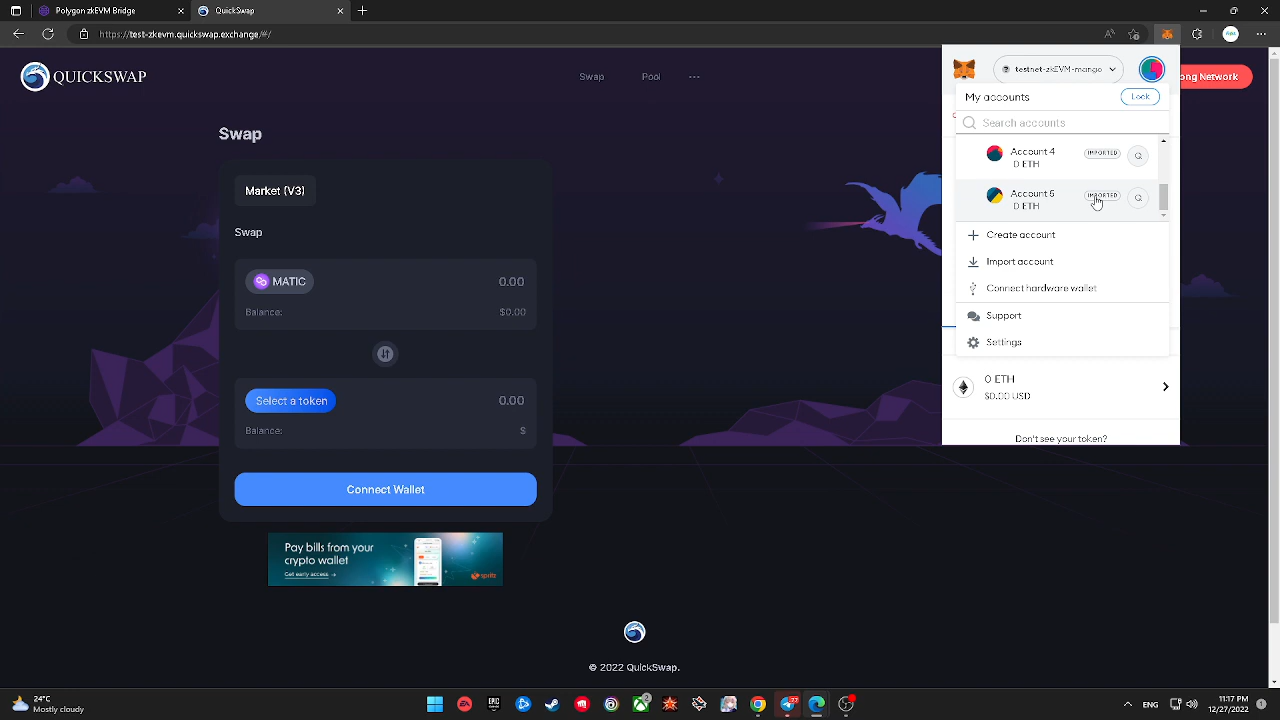 Polygon zkEVM Bridge
QuickSwap
https://test-zkevm.quickswap.exchange/#/
QUICKSWAP
Swap
Pool
ong Network
testnet-zkEVM-mango
My accounts
Lock
Search accounts
Account 4
0 ETH
IMPORTED
Account 5
0 ETH
IMPORTED
Create account
Import account
Connect hardware wallet
Support
Settings
0 ETH
$0.00 USD
Don't see your token?
Swap
Market (V3)
Swap
MATIC
0.00
Balance:
$0.00
Select a token
0.00
Balance:
$
Connect Wallet
Pay bills from your
crypto wallet
Get early access →
spritz
© 2022 QuickSwap.
24°C
Mostly cloudy
ENG
11:17 PM
12/27/2022